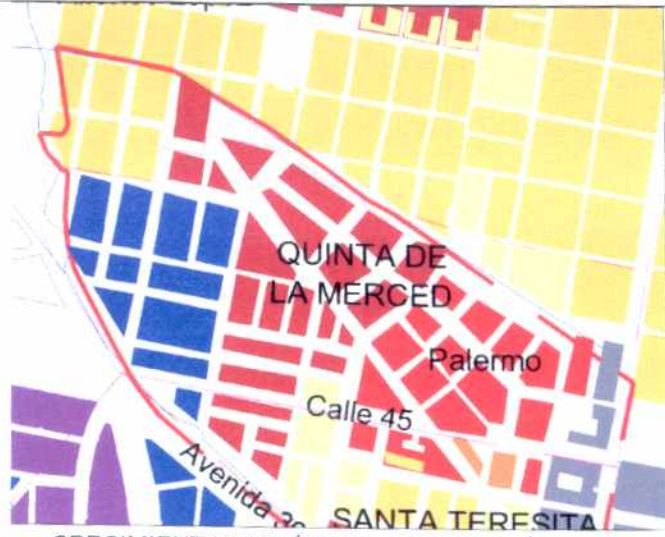 QUINTA DE
LA MERCED
Palermo
Calle 45
Avenida
SANTA TERESITA